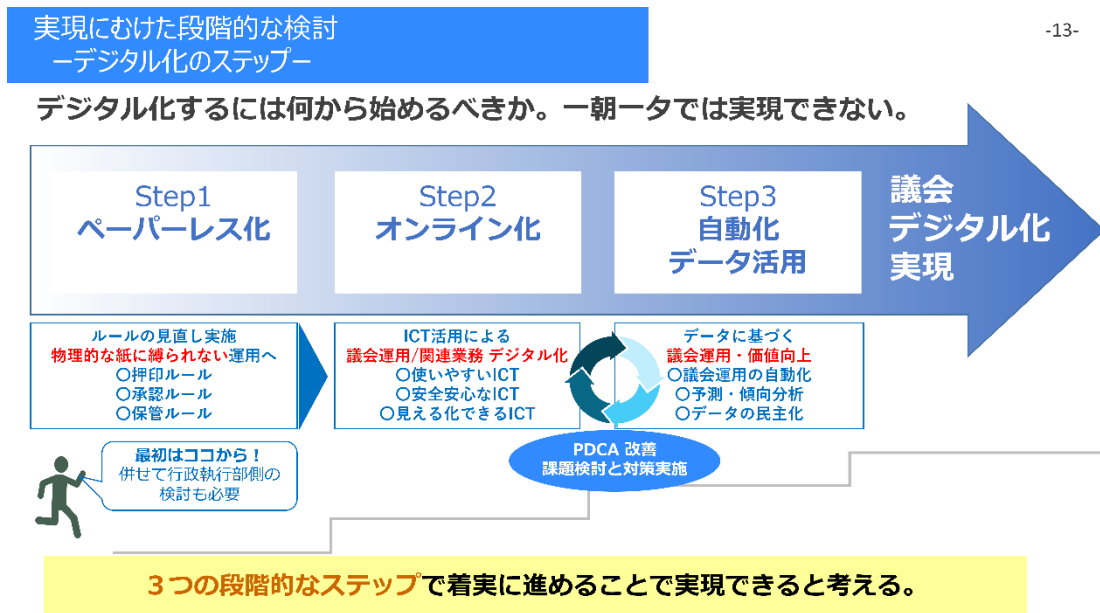 実現にむけた段階的な検討
ーデジタル化のステップー
-13-
デジタル化するには何から始めるべきか。一朝一タでは実現できない。
Step1
ペーパーレス化
Step2
オンライン化
Step3
自動化
データ活用
議会
デジタル化
実現
ルールの見直し実施
物理的な紙に縛られない運用へ
〇押印ルール
〇承認ルール
〇保管ルール
ICT活用による
議会運用/関連業務 デジタル化
〇使いやすいICT
〇安全安心なICT
〇見える化できるICT
データに基づく
議会運用・価値向上
〇議会運用の自動化
〇予測・傾向分析
〇データの民主化
PDCA 改善
課題検討と対策実施
最初はココから！
併せて行政執行部側の
検討も必要
３つの段階的なステップで着実に進めることで実現できると考える。